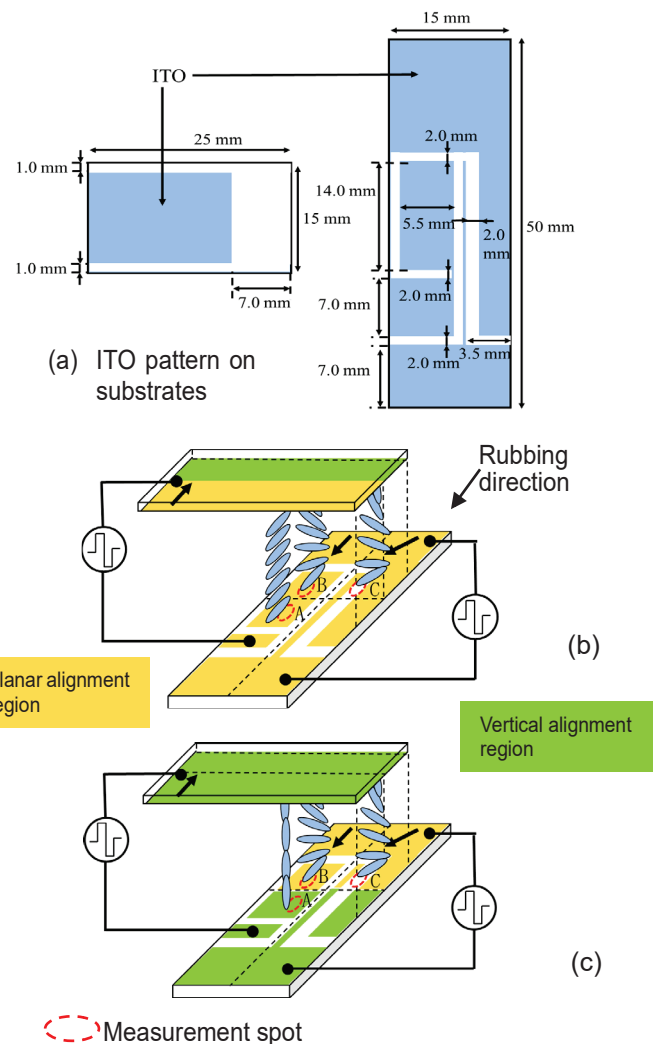 15 mm
ITO
25 mm
1.0 mm
2.0 mm
14.0 mm
15 mm
5.5 mm
50 mm
2.0
mm
1.0 mm
7.0 mm
7.0 mm
2.0 mm
3.5 mm
(a) ITO pattern on
substrates
7.0 mm
2.0 mm
Rubbing
direction
B
C
A
(b)
lanar alignment
egion
Vertical alignment
region
B
C
A
(c)
Measurement spot